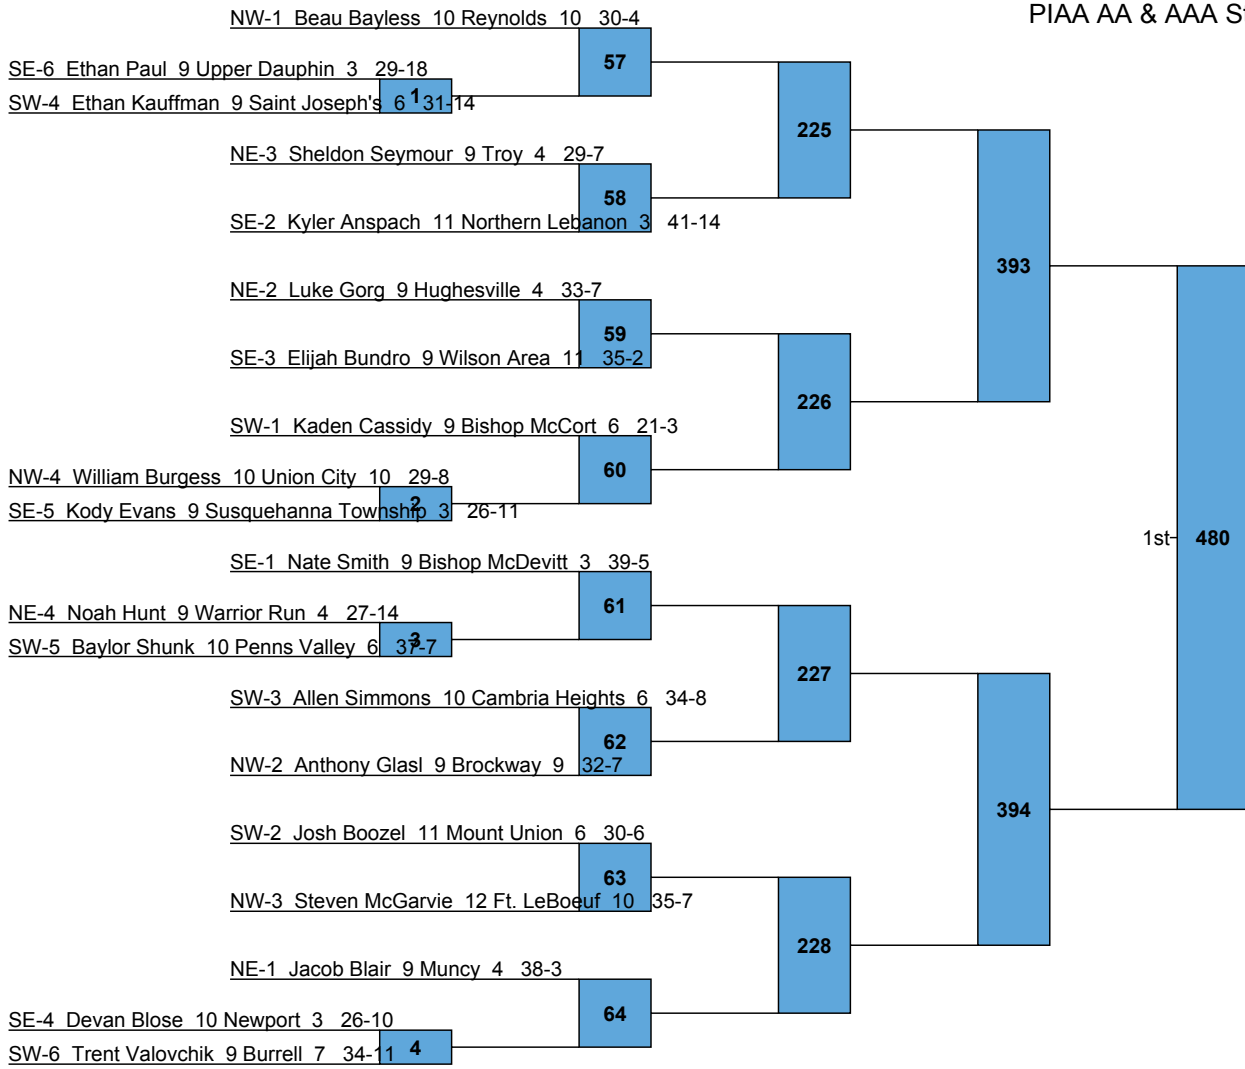 PIAA AA & AAA
NW-1 Beau Bayless 10 Reynolds 10 30-4
57
SE-6 Ethan Paul 9 Upper Dauphin 3 29-18
1
SW-4 Ethan Kauffman 9 Saint Joseph's 6 31-14
225
NE-3 Sheldon Seymour 9 Troy 4 29-7
58
SE-2 Kyler Anspach 11 Northern Lebanon 3 41-14
393
NE-2 Luke Gorg 9 Hughesville 4 33-7
59
SE-3 Elijah Bundro 9 Wilson Area 11 35-2
226
SW-1 Kaden Cassidy 9 Bishop McCort 6 21-3
60
NW-4 William Burgess 10 Union City 10 29-8
2
SE-5 Kody Evans 9 Susquehanna Township 3 26-11
1st
480
SE-1 Nate Smith 9 Bishop McDevitt 3 39-5
61
NE-4 Noah Hunt 9 Warrior Run 4 27-14
3
SW-5 Baylor Shunk 10 Penns Valley 6 37-7
227
SW-3 Allen Simmons 10 Cambria Heights 6 34-8
62
NW-2 Anthony Glasl 9 Brockway 9 32-7
394
SW-2 Josh Boozel 11 Mount Union 6 30-6
63
NW-3 Steven McGarvie 12 Ft. LeBoeuf 10 35-7
228
NE-1 Jacob Blair 9 Muncy 4 38-3
64
SE-4 Devan Blose 10 Newport 3 26-10
4
SW-6 Trent Valovchik 9 Burrell 7 34-11